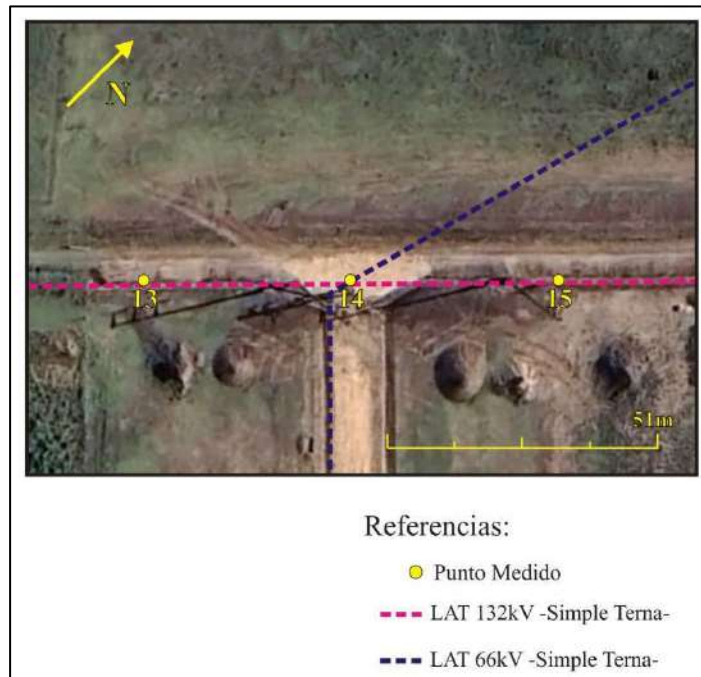 N
13
14
15
51m
Referencias:
Punto Medido
LAT 132kV -Simple Terna-
LAT 66kV -Simple Terna-